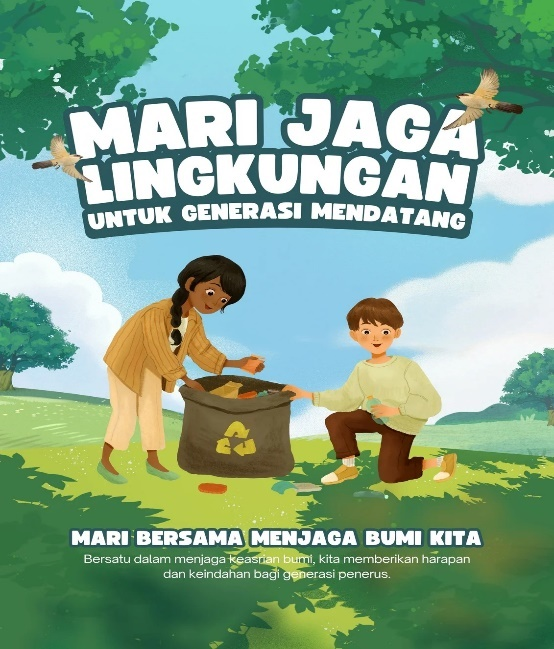 MARI JAGA
LINGKUNGAN
UNTUK GENERASI MENDATANG
MARI BERSAMA MENJAGA BUMI KITA
Bersatu dalam menjaga keasrian bumi, kita memberikan harapan
dan keindahan bagi generasi penerus.